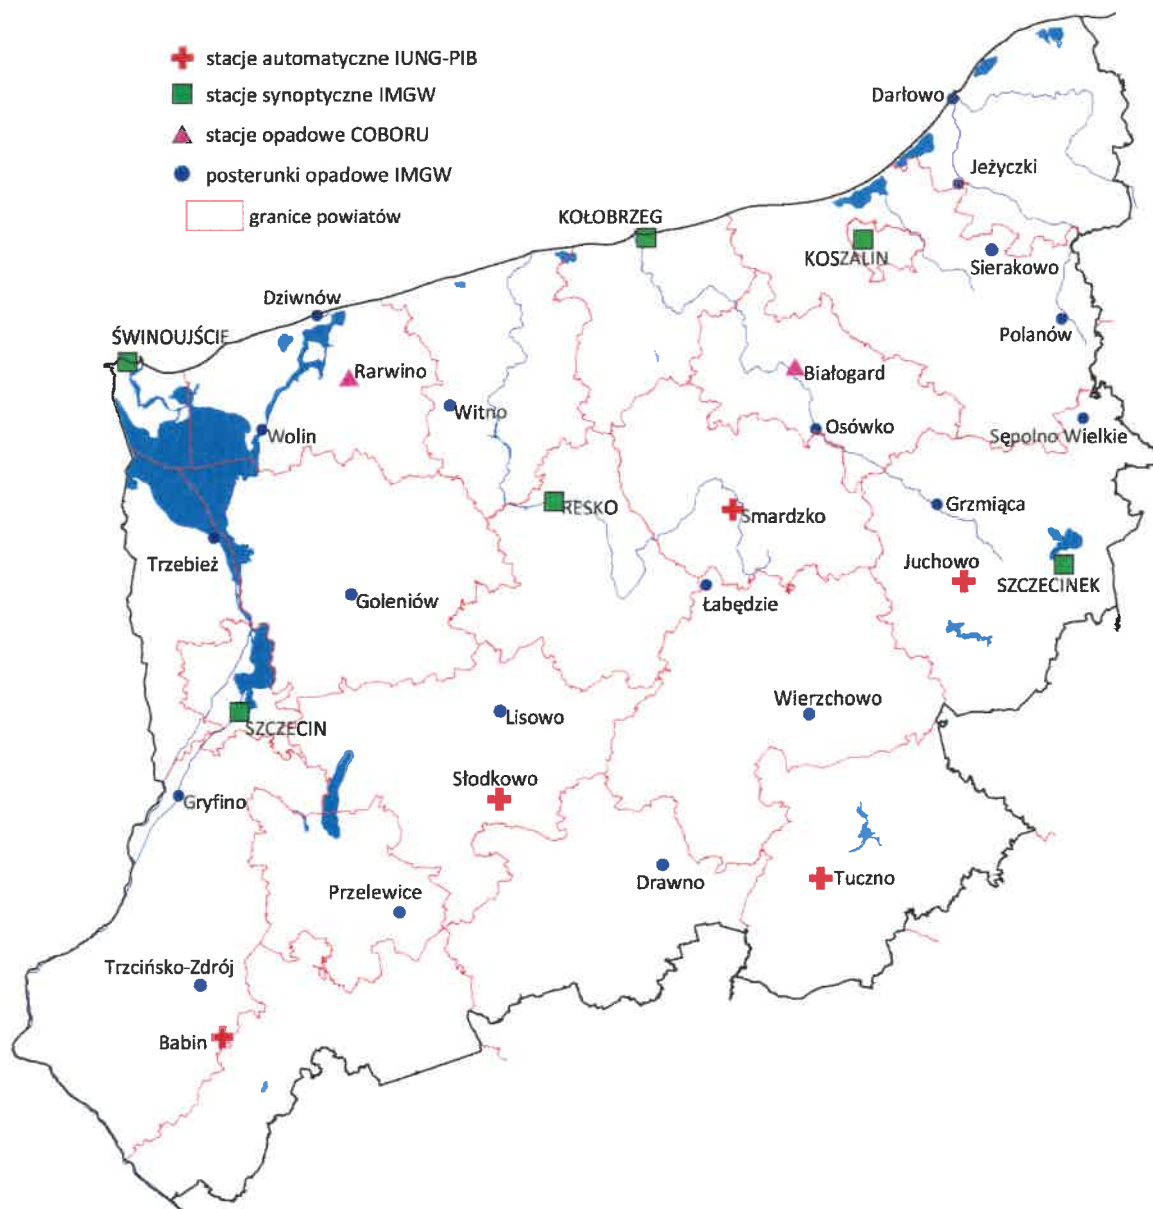 stacje automatyczne IUNG-PIB
stacje synoptyczne IMGW
stacje opadowe COBORU
posterunki opadowe IMGW
granice powiatów
Darłowo
Jeżyczki
KOŁOBRZEG
KOSZALIN
Sierakowo
Dziwnów
Polanów
ŚWINOUJŚCIE
Rarwino
Białogard
Witno
Wolin
Osówko
Sępolno Wielkie
RESKO
Smardzko
Grzmiąca
Trzebież
Juchowo
SZCZECINEK
Goleniów
Łabędzie
Wierzchowo
Lisowo
SZCZECIN
Słodkowo
Gryfino
Drawno
Tuczno
Przelewice
Trzcińsko-Zdrój
Babin